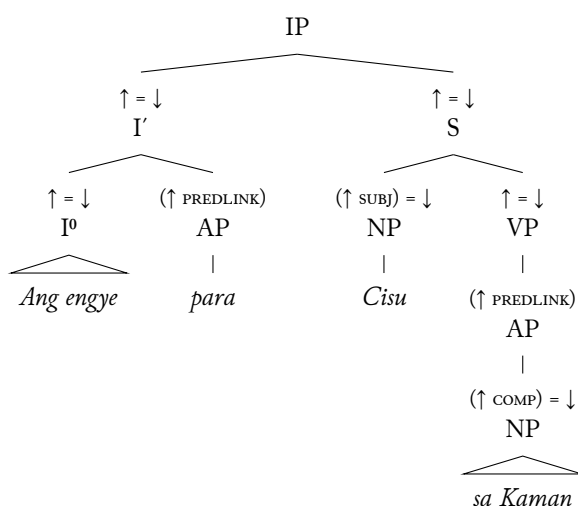 IP
↑ = ↓ ↑ = ↓
I′ S
↑ = ↓ (↑ PREDLINK) (↑ SUBJ) = ↓ ↑ = ↓
I⁰ AP NP VP
Ang engye para Cisu (↑ PREDLINK)
AP
(↑ COMP) = ↓
NP
sa Kaman